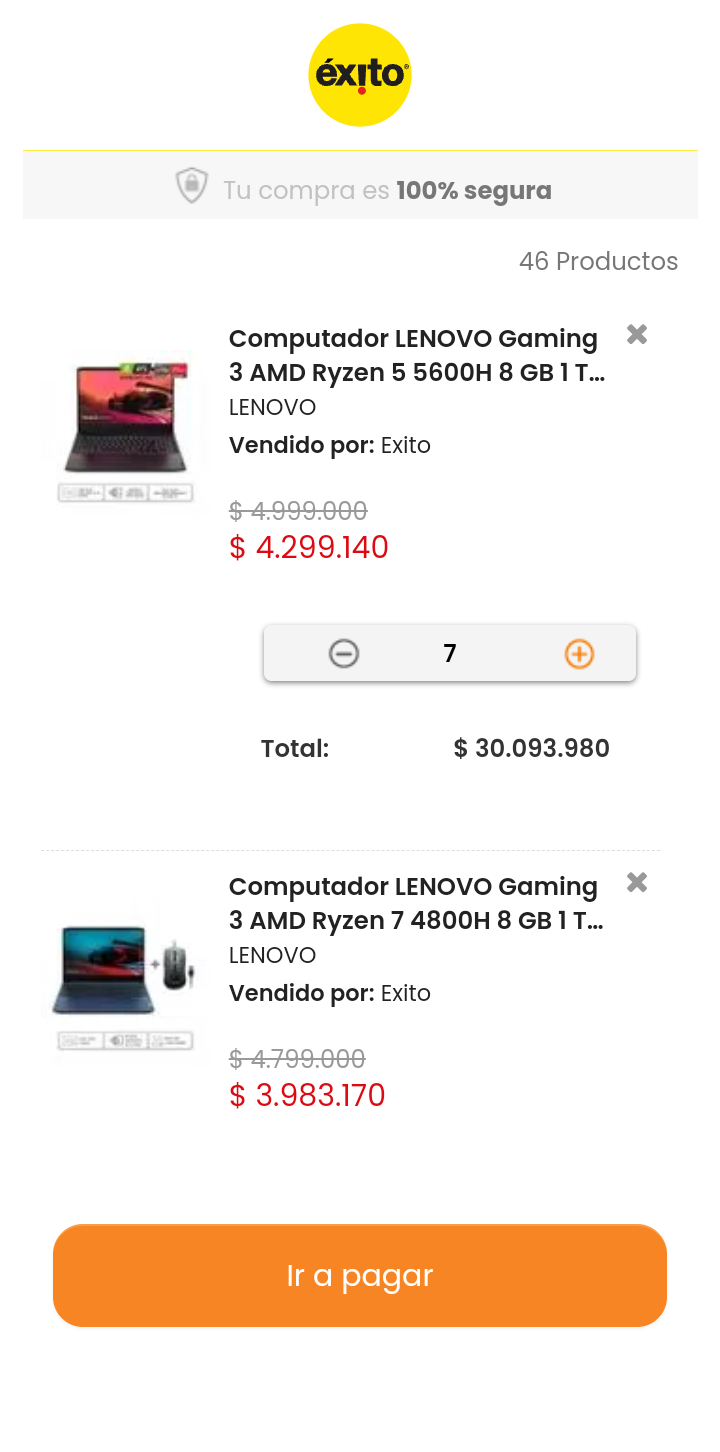 éxito
Tu compra es 100% segura
46 Productos
Computador LENOVO Gaming
3 AMD Ryzen 5 5600H 8 GB 1 T...
LENOVO
Vendido por: Exito
$ 4.999.000
$ 4.299.140
7
Total: $ 30.093.980
Computador LENOVO Gaming
3 AMD Ryzen 7 4800H 8 GB 1 T...
LENOVO
Vendido por: Exito
$ 4.799.000
$ 3.983.170
Ir a pagar